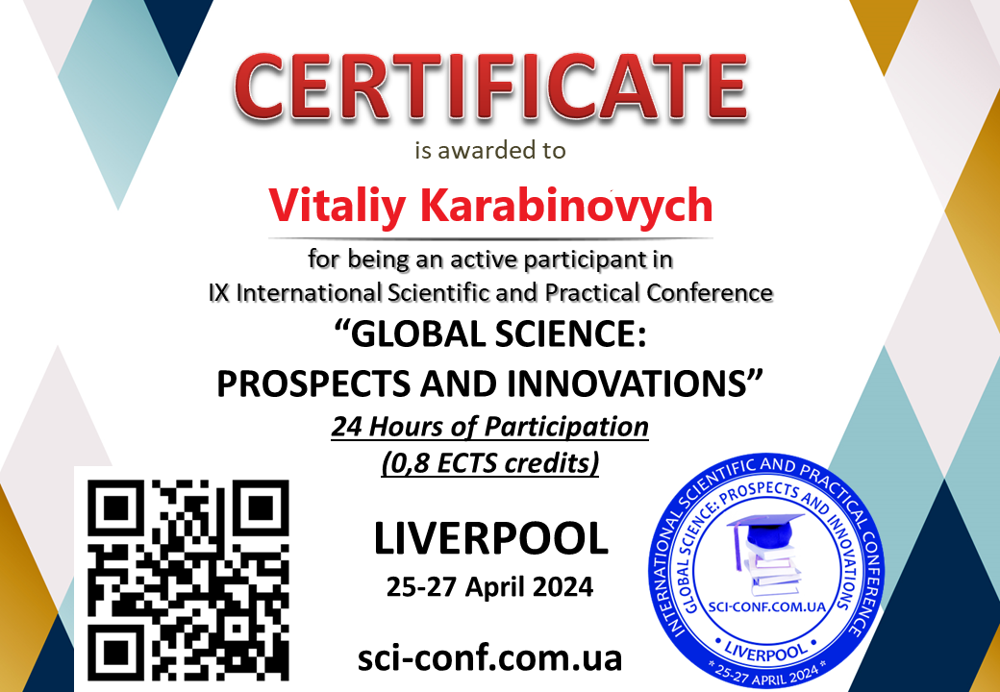 CERTIFICATE
is awarded to
Vitaliy Karabinovych
for being an active participant in
IX International Scientific and Practical Conference
“GLOBAL SCIENCE:
PROSPECTS AND INNOVATIONS”
24 Hours of Participation
(0,8 ECTS credits)
LIVERPOOL
25-27 April 2024
sci-conf.com.ua
INTERNATIONAL SCIENTIFIC AND PRACTICAL CONFERENCE
GLOBAL SCIENCE: PROSPECTS AND INNOVATIONS
SCI-CONF.COM.UA
• LIVERPOOL •
* 25-27 APRIL 2024 *